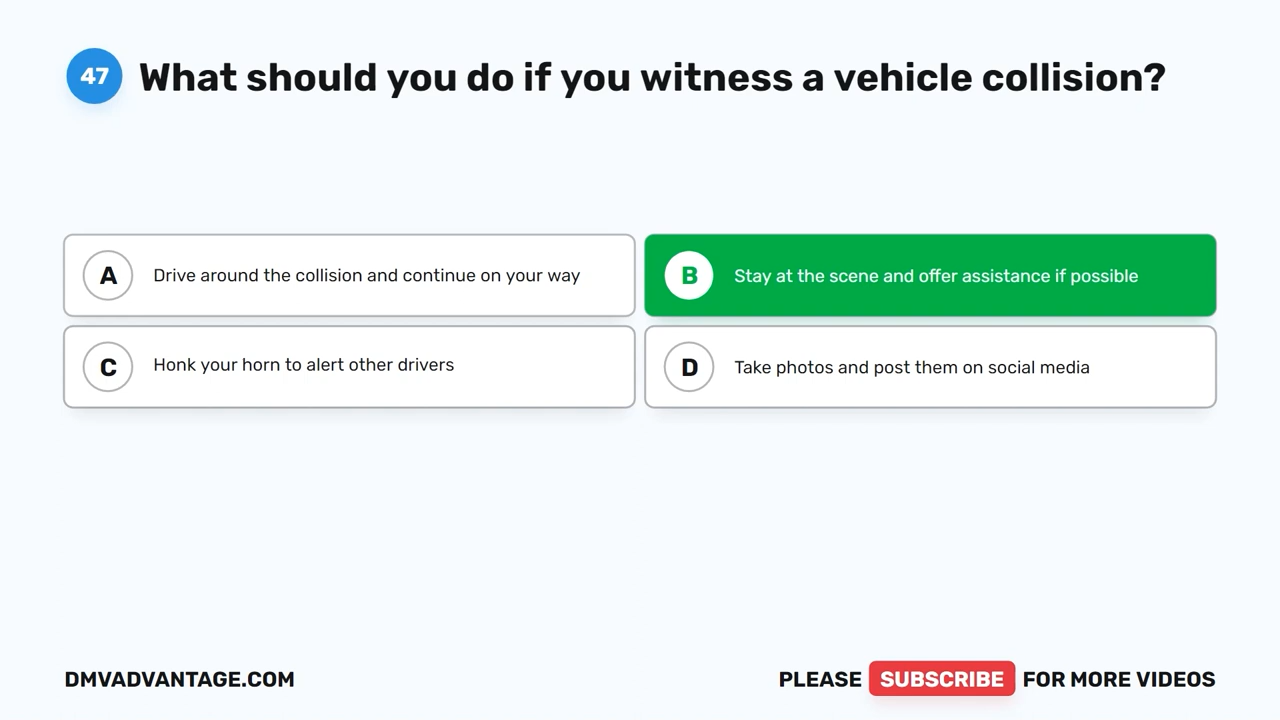 47 What should you do if you witness a vehicle collision?
A Drive around the collision and continue on your way
B Stay at the scene and offer assistance if possible
C Honk your horn to alert other drivers
D Take photos and post them on social media
DMVADVANTAGE.COM
PLEASE SUBSCRIBE FOR MORE VIDEOS